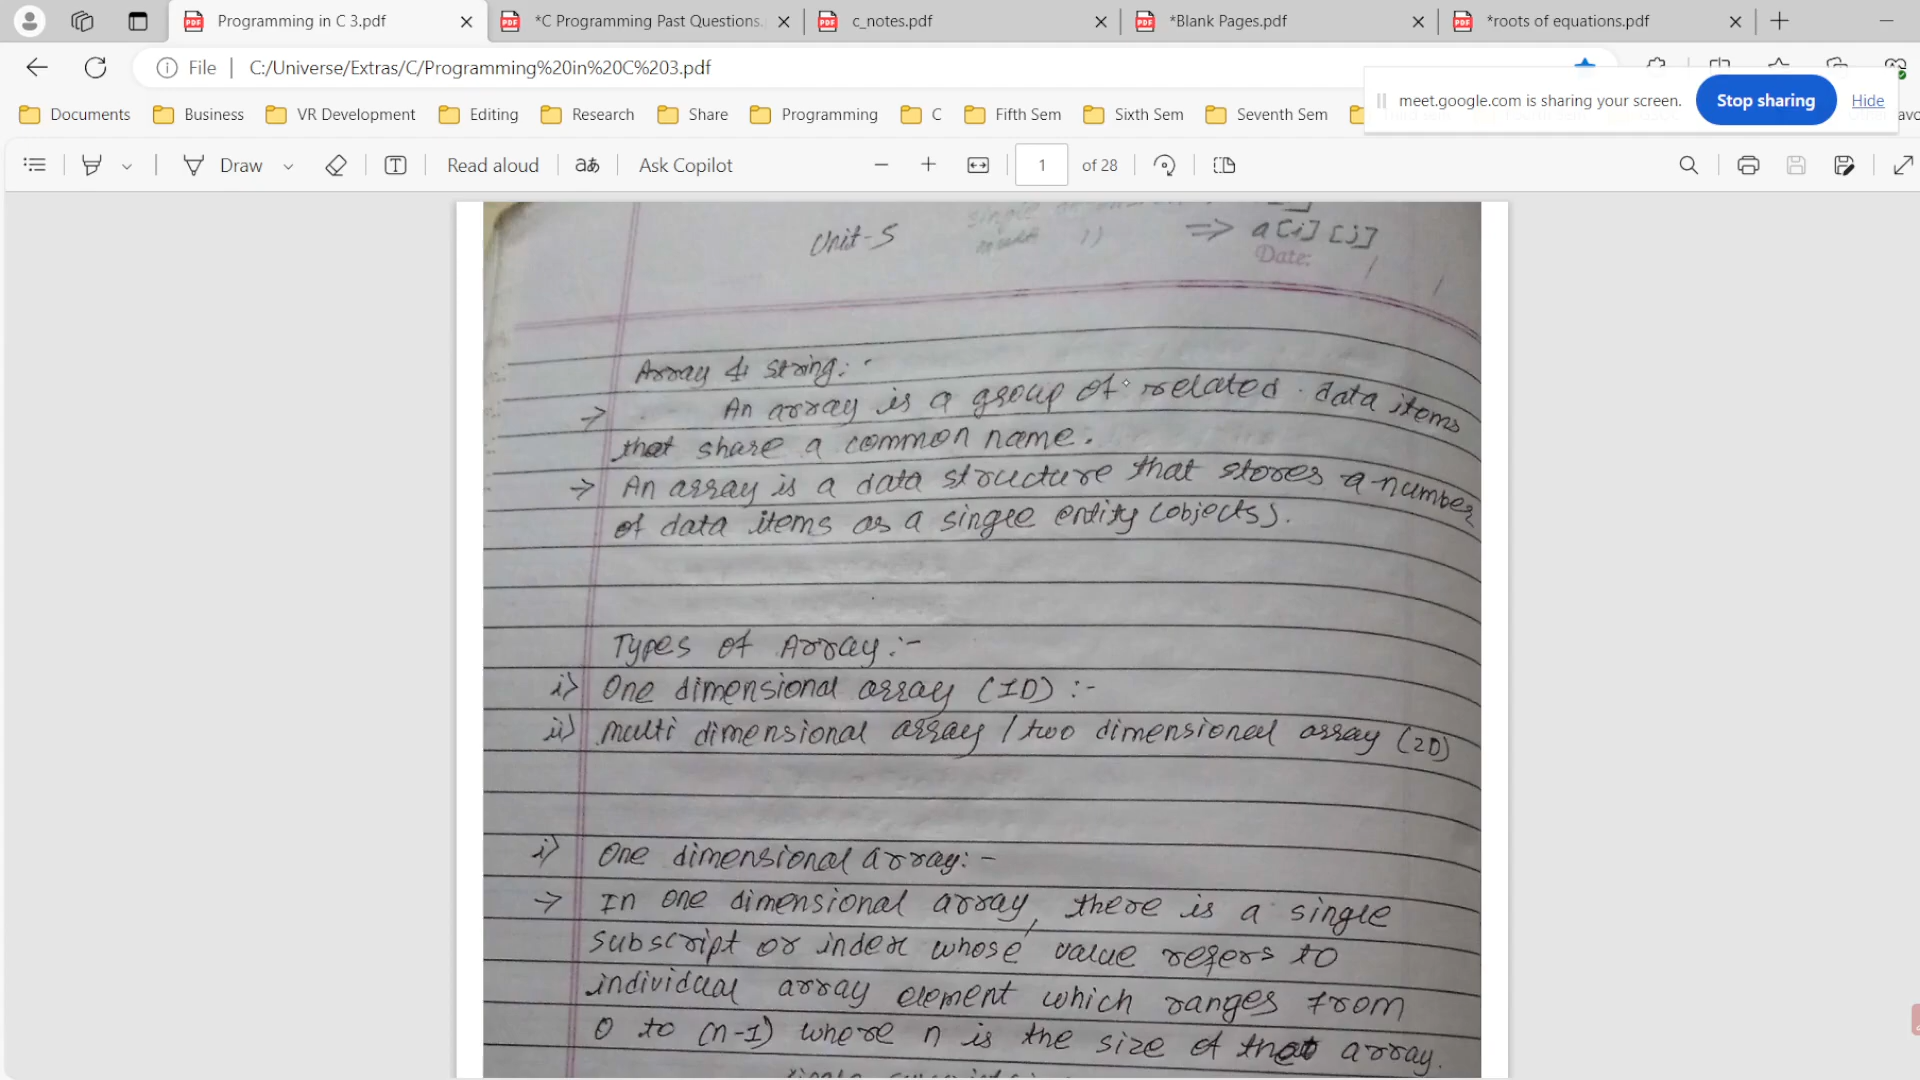 Programming in C 3.pdf
*C Programming Past Questions.
c_notes.pdf
*Blank Pages.pdf
*roots of equations.pdf
File
C:/Universe/Extras/C/Programming%20in%20C%203.pdf
meet.google.com is sharing your screen.
Stop sharing
Hide
Documents
Business
VR Development
Editing
Research
Share
Programming
C
Fifth Sem
Sixth Sem
Seventh Sem
Draw
Read aloud
aあ
Ask Copilot
1
of 28
Unit-5
⇒ a[i][j]
Date:
Array & string:-
→ An array is a group of related data items
that share a common name.
→ An array is a data structure that stores a number
of data items as a single entity (objects).
Types of Array:-
i) One dimensional array (1D) :-
ii) multi dimensional array / two dimensional array (2D)
i) One dimensional array:-
→ In one dimensional array, there is a single
subscript or index whose value refers to
individual array element which ranges from
0 to (n-1) where n is the size of that array.